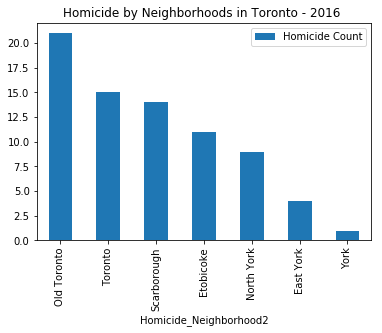 Homicide by Neighborhoods in Toronto - 2016
Homicide Count
20.0
17.5
15.0
12.5
10.0
7.5
5.0
2.5
0.0
Old Toronto
Toronto
Scarborough
Etobicoke
North York
East York
York
Homicide_Neighborhood2